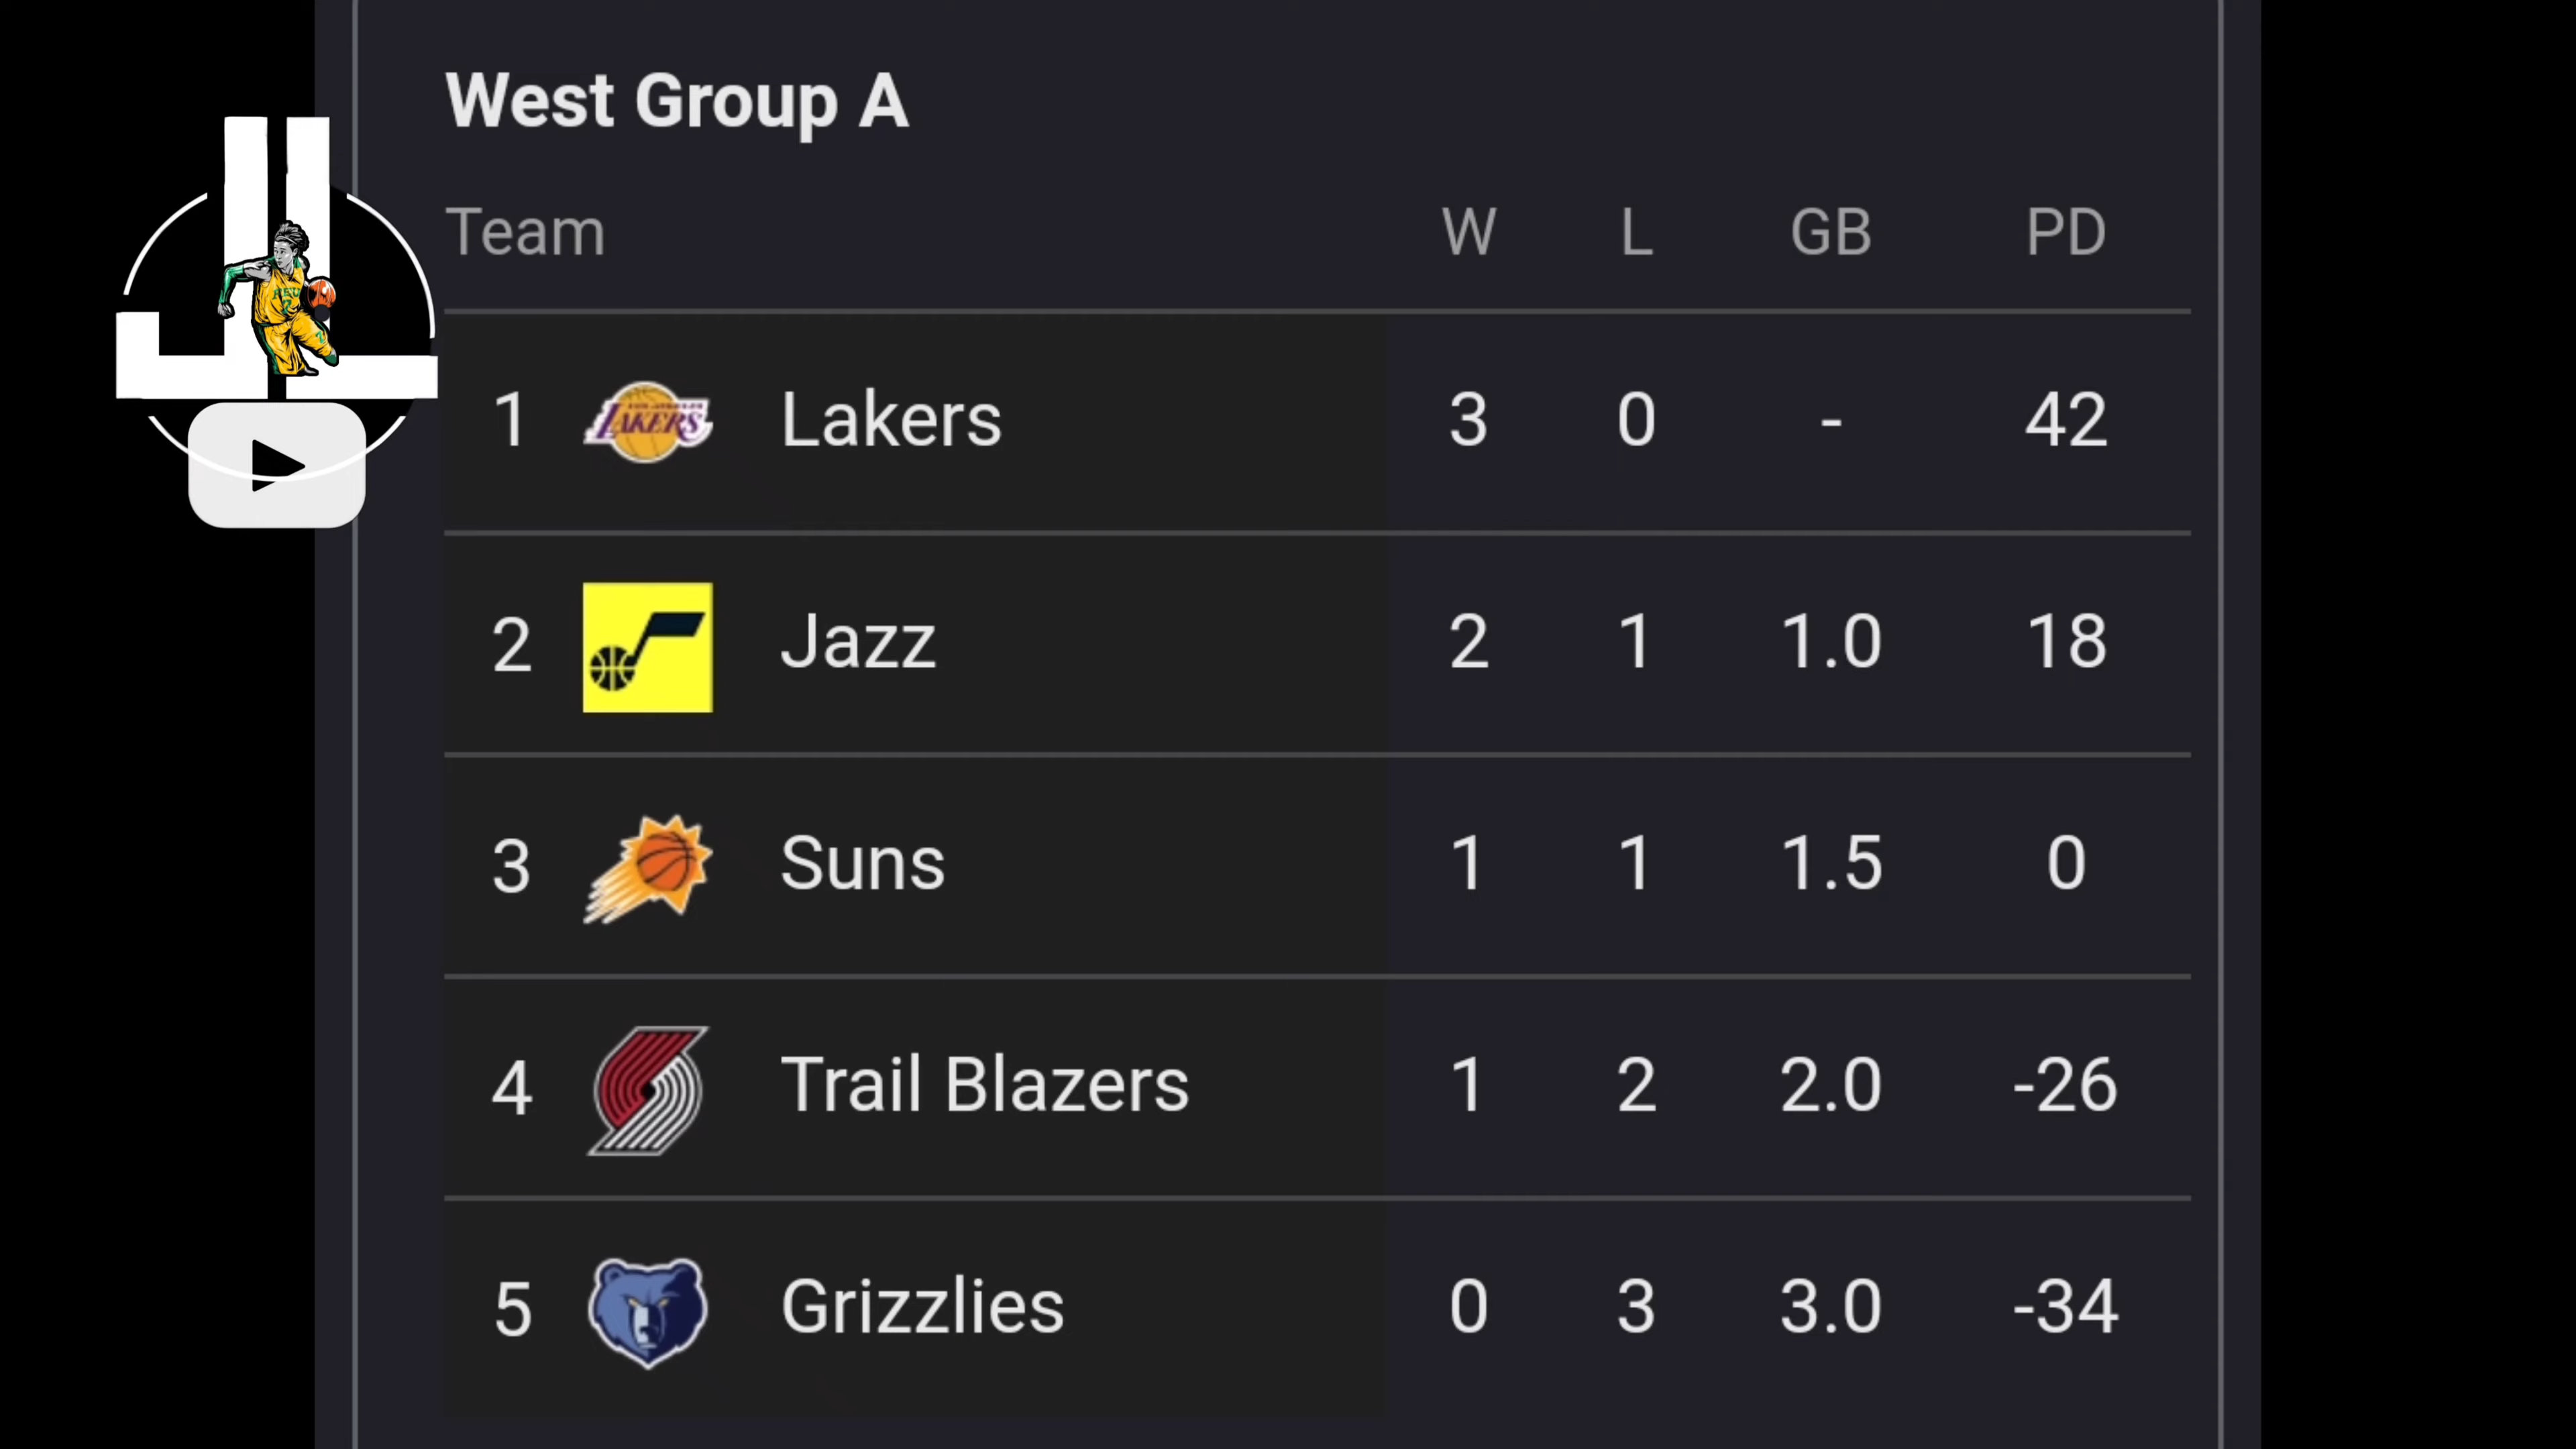 West Group A
Team W L GB PD
1 LAKERS Lakers 3 0 - 42
2 Jazz 2 1 1.0 18
3 Suns 1 1 1.5 0
4 Trail Blazers 1 2 2.0 -26
5 Grizzlies 0 3 3.0 -34
JL